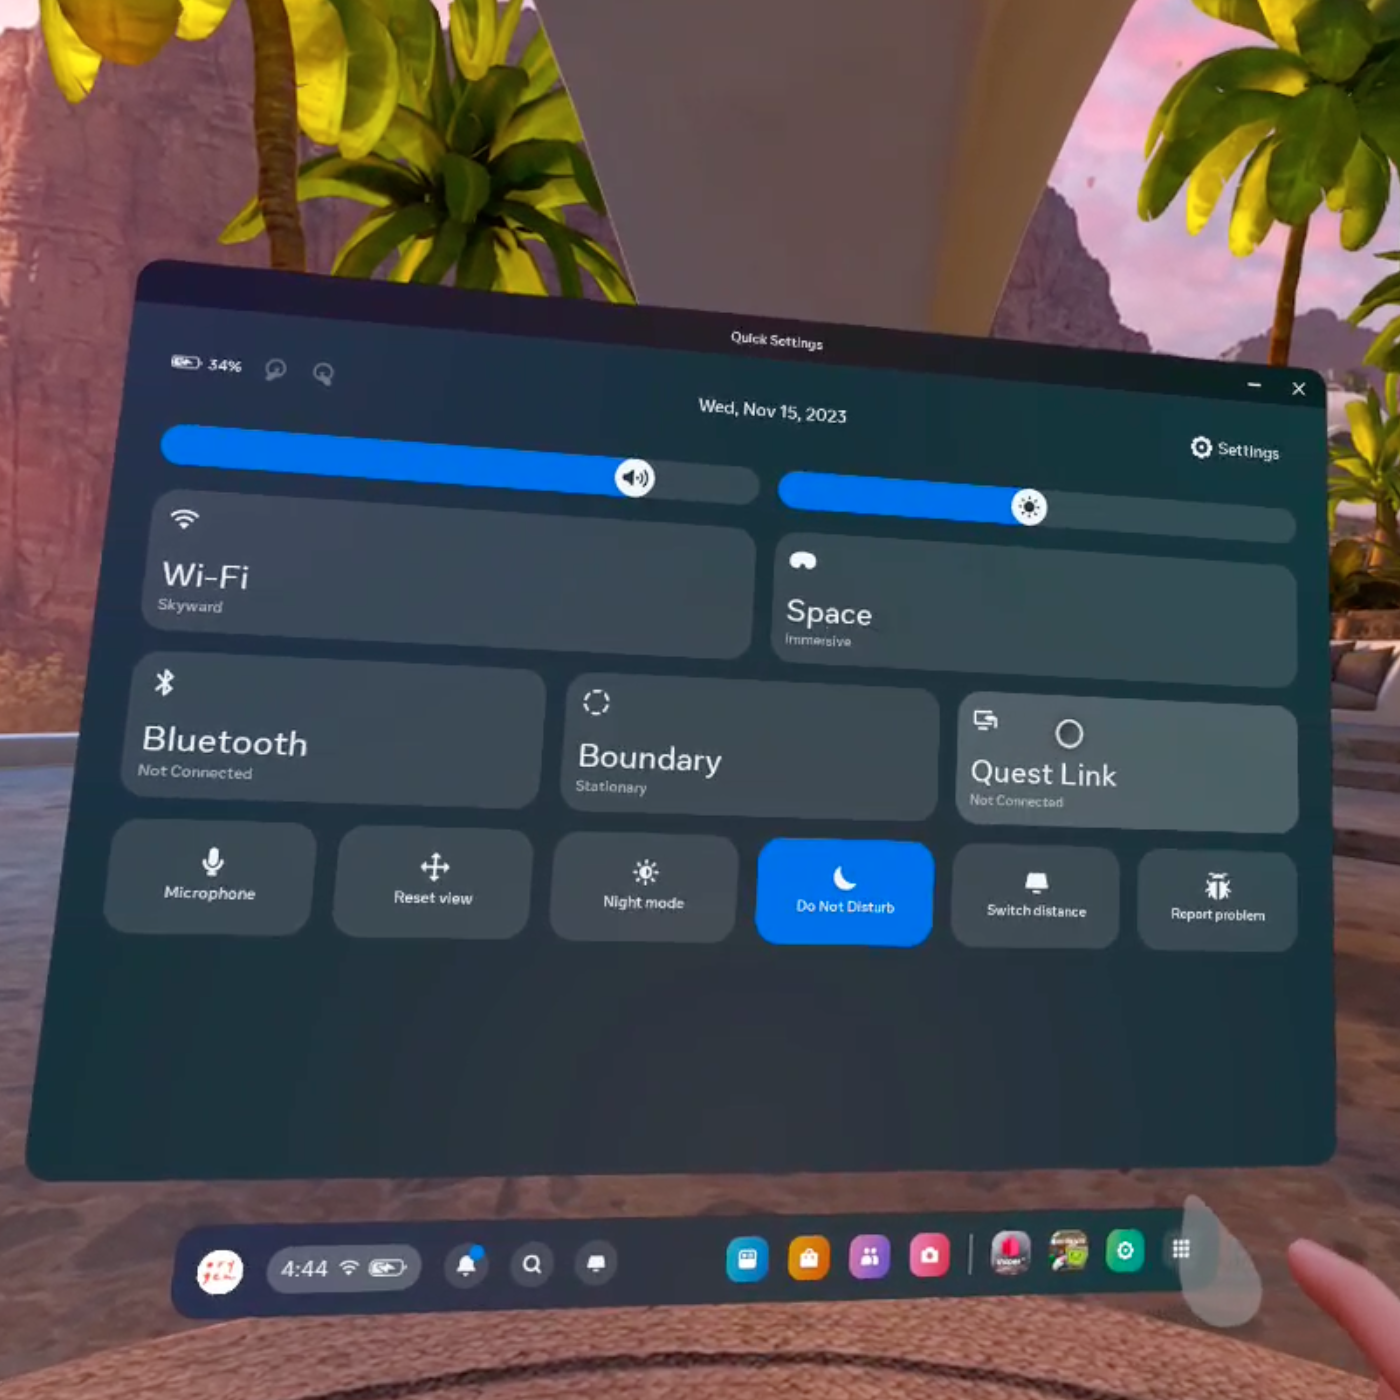 Quick Settings
34%
Wed, Nov 15, 2023
Settings
Wi-Fi
Skyward
Space
Immersive
Bluetooth
Not Connected
Boundary
Stationary
Quest Link
Not Connected
Microphone
Reset view
Night mode
Do Not Disturb
Switch distance
Report problem
4:44